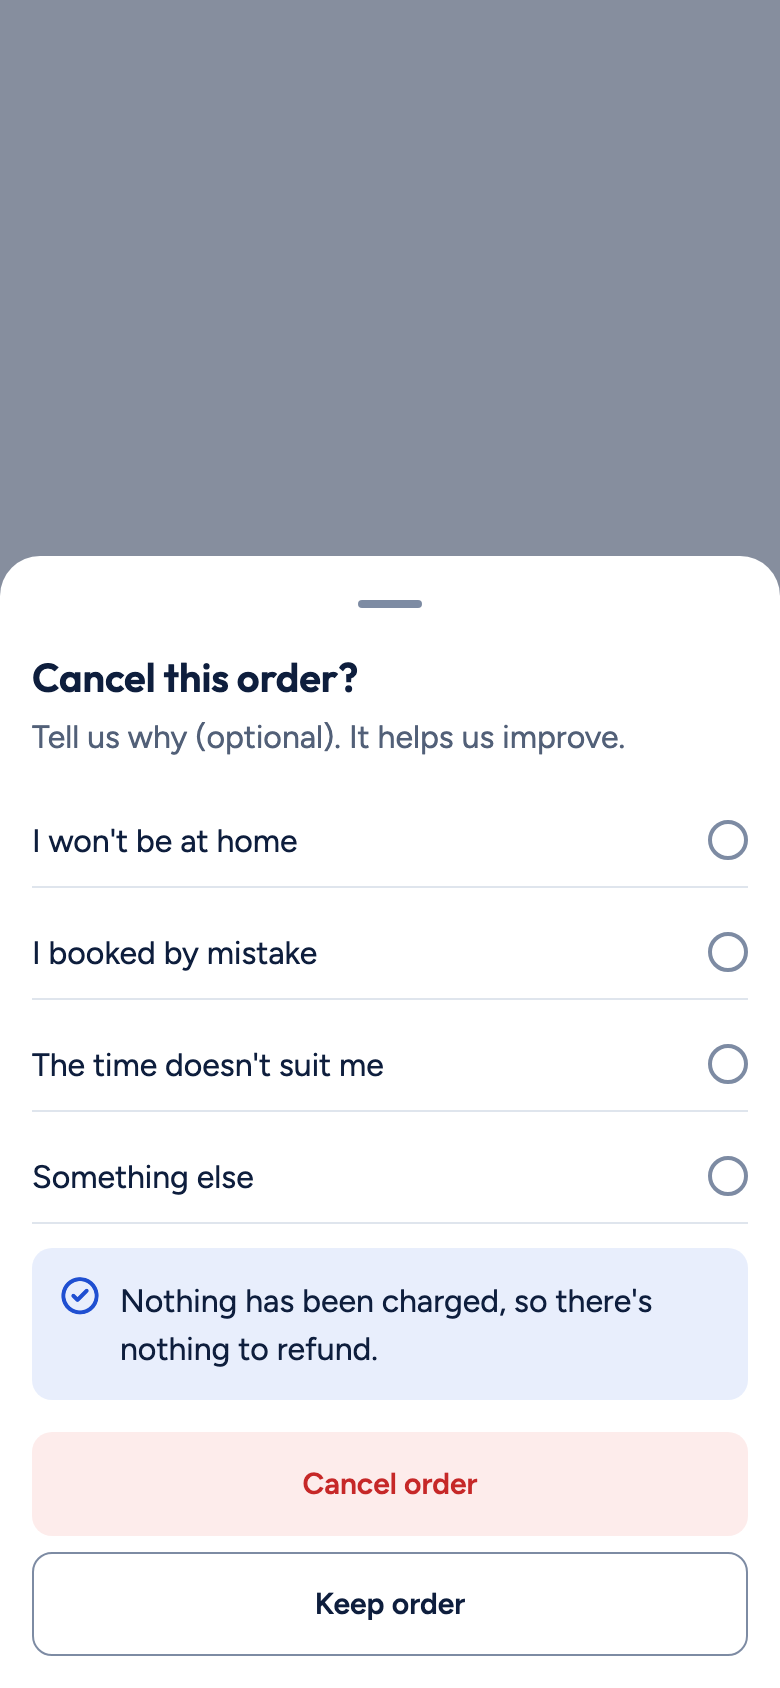 Cancel this order?
Tell us why (optional). It helps us improve.
I won't be at home
I booked by mistake
The time doesn't suit me
Something else
Nothing has been charged, so there's
nothing to refund.
Cancel order
Keep order